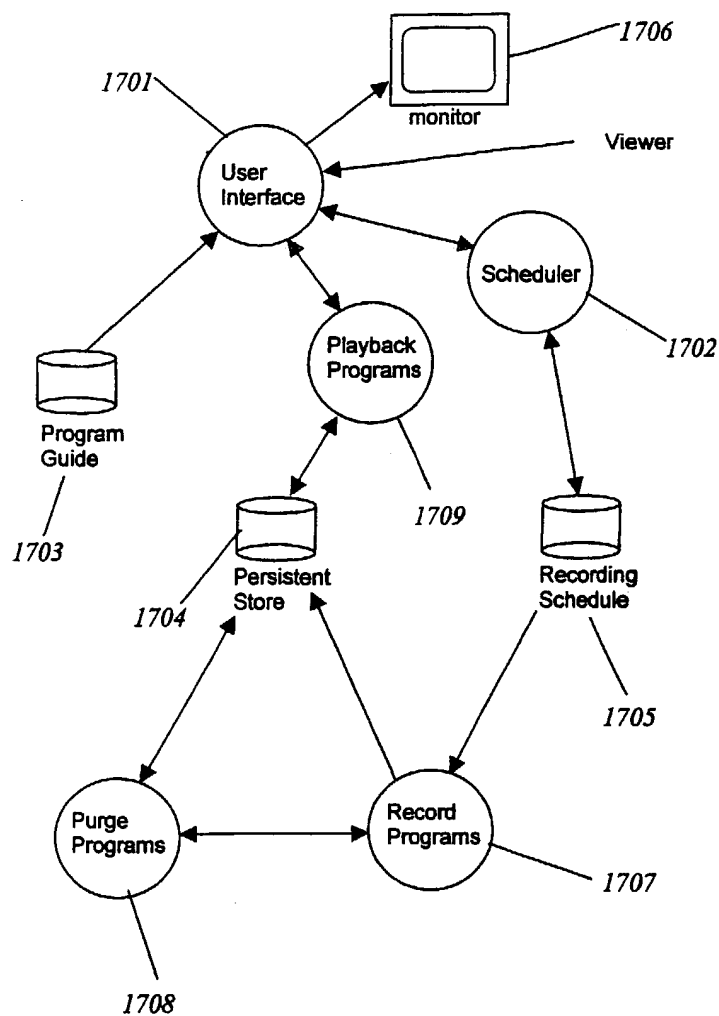 1706
1701
monitor
Viewer
User
Interface
Scheduler
1702
Playback
Programs
Program
Guide
1709
1703
Persistent
Store
Recording
Schedule
1704
1705
Purge
Programs
Record
Programs
1707
1708